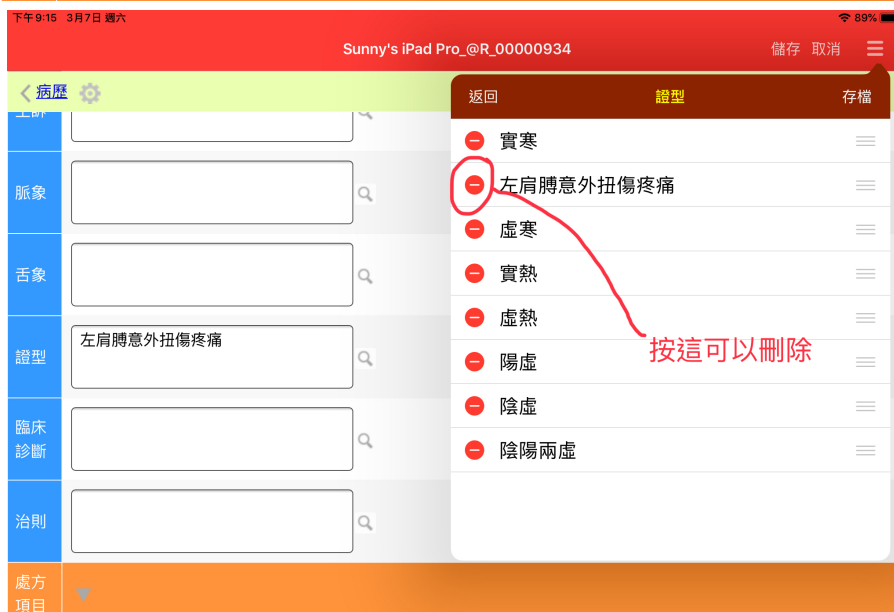 下午9:15 3月7日 週六
89%
Sunny's iPad Pro_@R_00000934
儲存 取消
病歷
返回
證型
存檔
主訴
實寒
脈象
左肩膊意外扭傷疼痛
虛寒
舌象
實熱
虛熱
證型
左肩膊意外扭傷疼痛
按這可以刪除
陽虛
陰虛
臨床
診斷
陰陽兩虛
治則
處方
項目